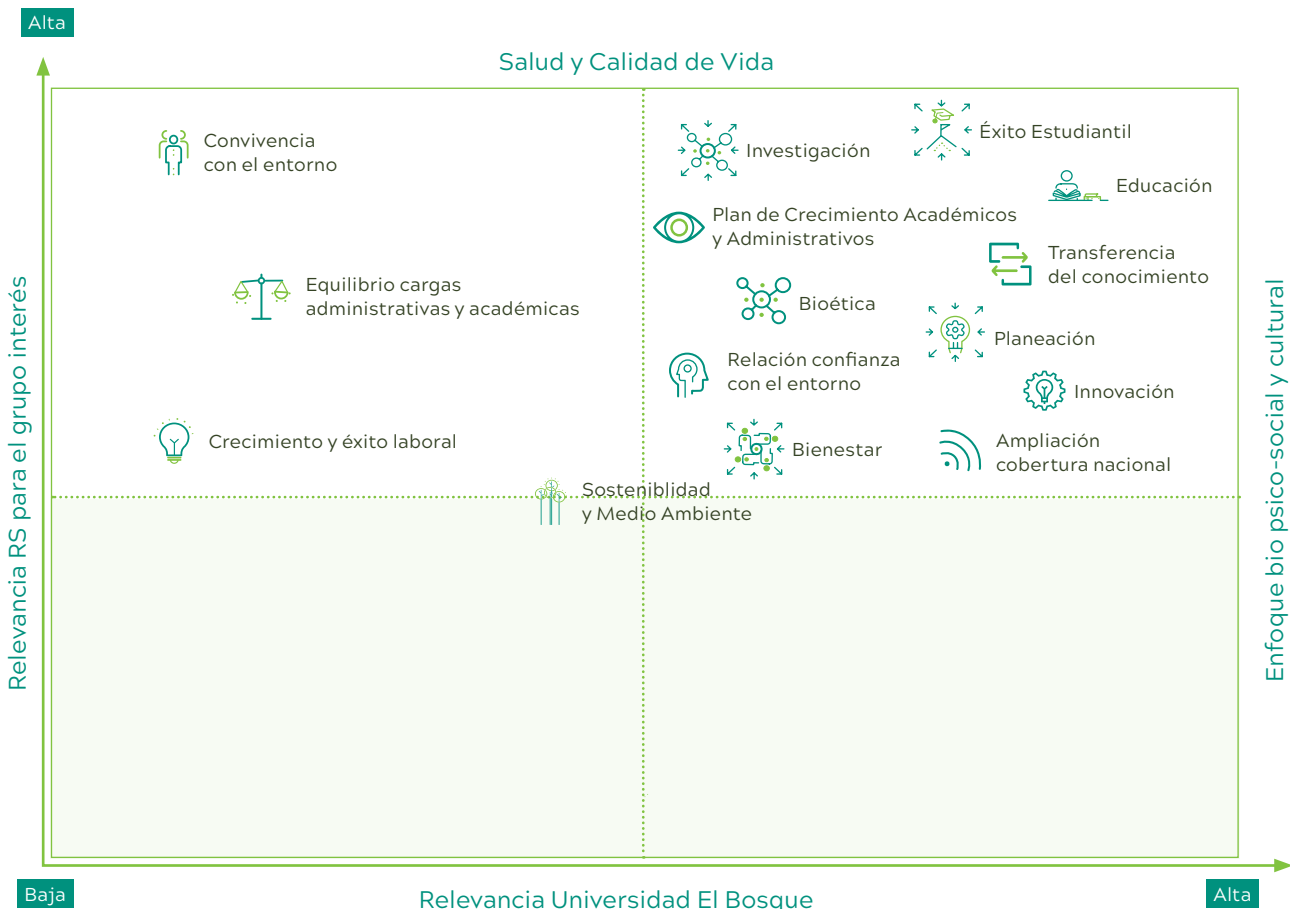 Alta
Salud y Calidad de Vida
Convivencia
con el entorno
Investigación
Éxito Estudiantil
Educación
Plan de Crecimiento Académicos
y Administrativos
Transferencia
del conocimiento
Equilibrio cargas
administrativas y académicas
Bioética
Planeación
Relación confianza
con el entorno
Innovación
Crecimiento y éxito laboral
Bienestar
Ampliación
cobertura nacional
Sosteniblidad
y Medio Ambiente
Relevancia RS para el grupo interés
Enfoque bio psico-social y cultural
Baja
Relevancia Universidad El Bosque
Alta